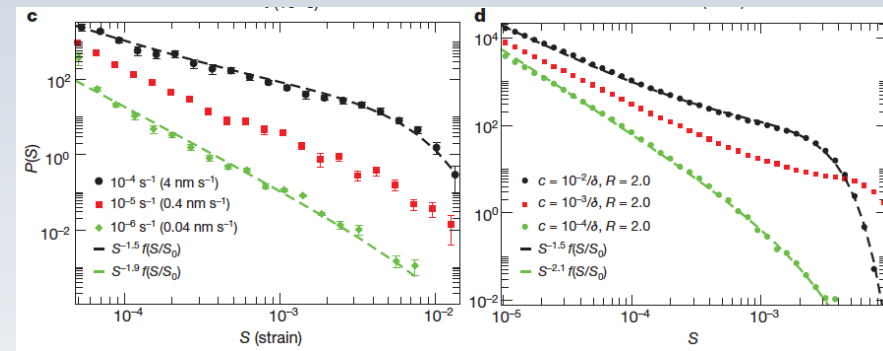 c
d
P(S)
10²
10⁰
10⁻²
10⁻⁴ s⁻¹ (4 nm s⁻¹)
10⁻⁵ s⁻¹ (0.4 nm s⁻¹)
10⁻⁶ s⁻¹ (0.04 nm s⁻¹)
S⁻¹·⁵ f(S/S₀)
S⁻¹·⁹ f(S/S₀)
10⁻⁴
10⁻³
10⁻²
S (strain)
10⁴
10²
10⁰
10⁻²
c = 10⁻²/δ, R = 2.0
c = 10⁻³/δ, R = 2.0
c = 10⁻⁴/δ, R = 2.0
S⁻¹·⁵ f(S/S₀)
S⁻²·¹ f(S/S₀)
10⁻⁵
10⁻⁴
10⁻³
S